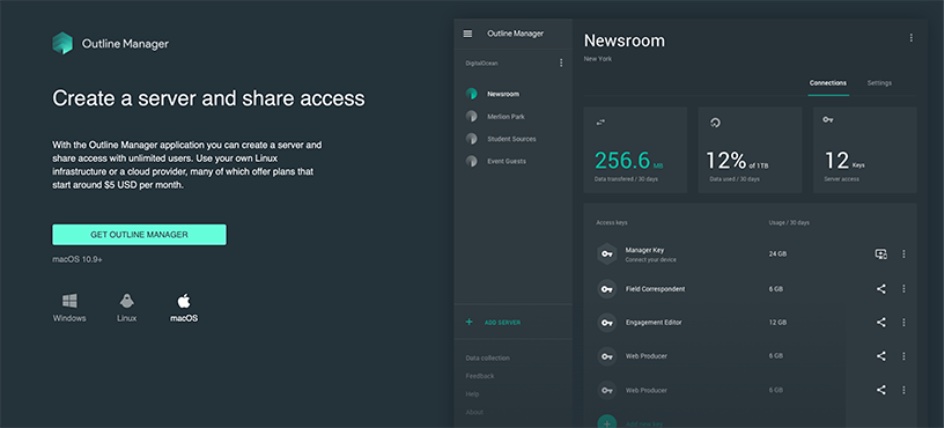 Outline Manager
Create a server and share access
With the Outline Manager application you can create a server and
share access with unlimited users. Use your own Linux
infrastructure or a cloud provider, many of which offer plans that
start around $5 USD per month.
GET OUTLINE MANAGER
macOS 10.9+
Windows
Linux
macOS
Outline Manager
DigitalOcean
Newsroom
Merlion Park
Student Sources
Event Guests
ADD SERVER
Data collection
Feedback
Help
About
Newsroom
New York
Connections
Settings
256.6 MB
Data transfered / 30 days
12% of 1TB
Data used / 30 days
12 Keys
Server access
Access keys
Usage / 30 days
Manager Key
Connect your device
24 GB
Field Correspondent
6 GB
Engagement Editor
12 GB
Web Producer
6 GB
Web Producer
6 GB
Add new key